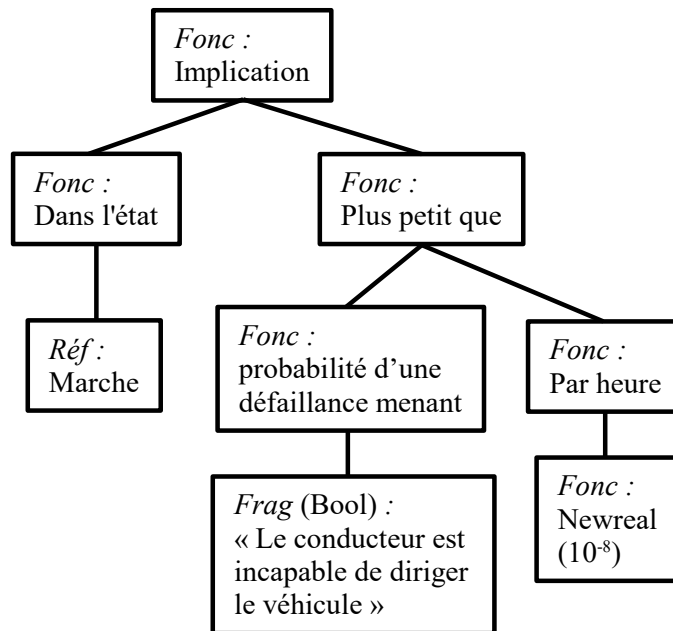 Fonc :
Implication
Fonc :
Dans l'état
Fonc :
Plus petit que
Réf :
Marche
Fonc :
probabilité d’une
défaillance menant
Fonc :
Par heure
Frag (Bool) :
« Le conducteur est
incapable de diriger
le véhicule »
Fonc :
Newreal
(10⁻⁸)